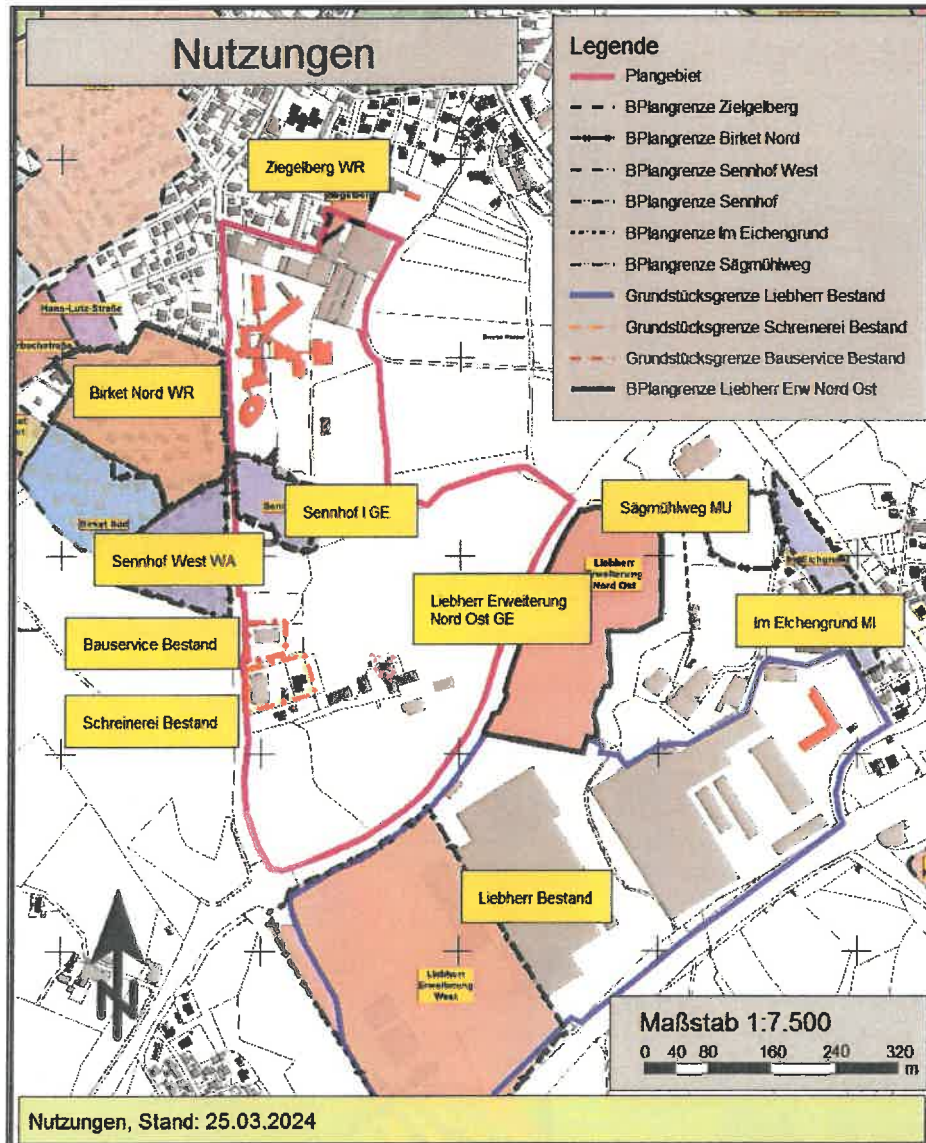 Nutzungen
Legende
Plangebiet
BPlangrenze Zielgelberg
BPlangrenze Birket Nord
BPlangrenze Sennhof West
BPlangrenze Sennhof
BPlangrenze Im Eichengrund
BPlangrenze Sägmühlweg
Grundstücksgrenze Liebherr Bestand
Grundstücksgrenze Schreinerei Bestand
Grundstücksgrenze Bauservice Bestand
BPlangrenze Liebherr Erw Nord Ost
Ziegelberg WR
Hans-Lutz-Straße
Birket Nord WR
Birket Süd
Sennhof I GE
Sägmühlweg MU
Sennhof West WA
Liebherr
Erweiterung
Nord Ost
Liebherr Erweiterung
Nord Ost GE
Im Eichengrund MI
Bauservice Bestand
Schreinerei Bestand
Liebherr Bestand
Liebherr
Erweiterung
West
N
Maßstab 1:7.500
0 40 80 160 240 320
m
Nutzungen, Stand: 25.03.2024